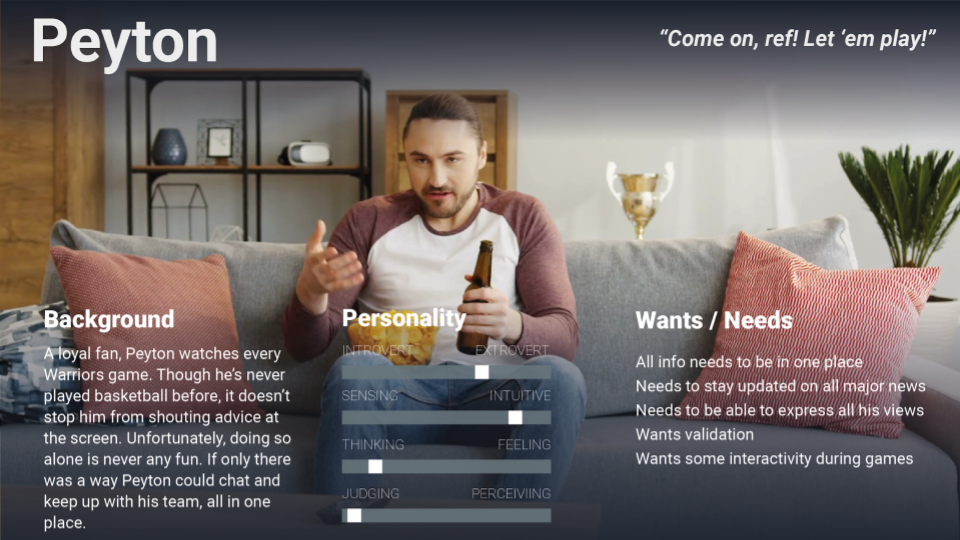 Peyton
“Come on, ref! Let ‘em play!”
Background
A loyal fan, Peyton watches every
Warriors game. Though he’s never
played basketball before, it doesn’t
stop him from shouting advice at
the screen. Unfortunately, doing so
alone is never any fun. If only there
was a way Peyton could chat and
keep up with his team, all in one
place.
Personality
INTROVERT EXTROVERT
SENSING INTUITIVE
THINKING FEELING
JUDGING PERCEIVIING
Wants / Needs
All info needs to be in one place
Needs to stay updated on all major news
Needs to be able to express all his views
Wants validation
Wants some interactivity during games